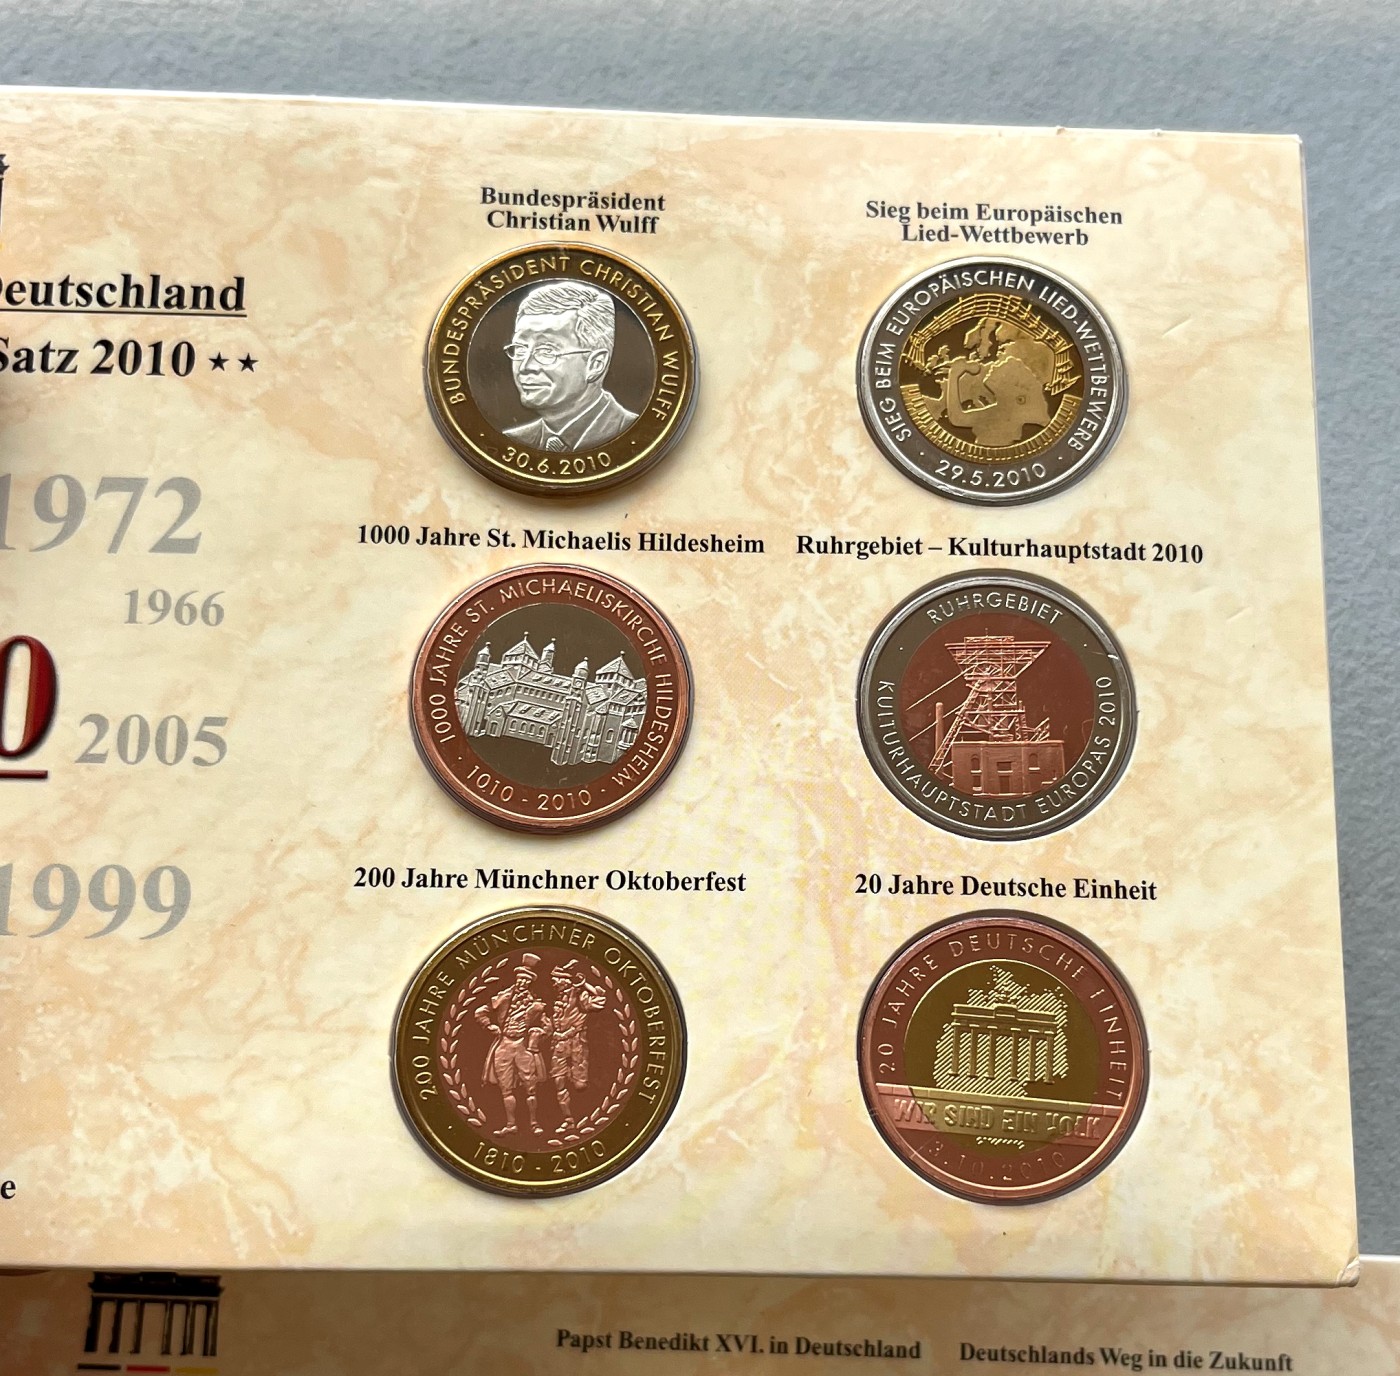 Deutschland
Satz 2010 ★★
1972
1966
0
2005
1999
e
Bundespräsident
Christian Wulff
BUNDESPRÄSIDENT CHRISTIAN WULFF
· 30.6.2010 ·
Sieg beim Europäischen
Lied-Wettbewerb
SIEG BEIM EUROPÄISCHEN LIED-WETTBEWERB
· 29.5.2010 ·
1000 Jahre St. Michaelis Hildesheim
1000 JAHRE ST. MICHAELISKIRCHE HILDESHEIM
· 1010 - 2010 ·
Ruhrgebiet – Kulturhauptstadt 2010
RUHRGEBIET
· KULTURHAUPTSTADT EUROPAS 2010 ·
200 Jahre Münchner Oktoberfest
200 JAHRE MÜNCHNER OKTOBERFEST
· 1810 - 2010 ·
20 Jahre Deutsche Einheit
20 JAHRE DEUTSCHE EINHEIT
WIR SIND EIN VOLK
3.10.2010
Papst Benedikt XVI. in Deutschland
Deutschlands Weg in die Zukunft